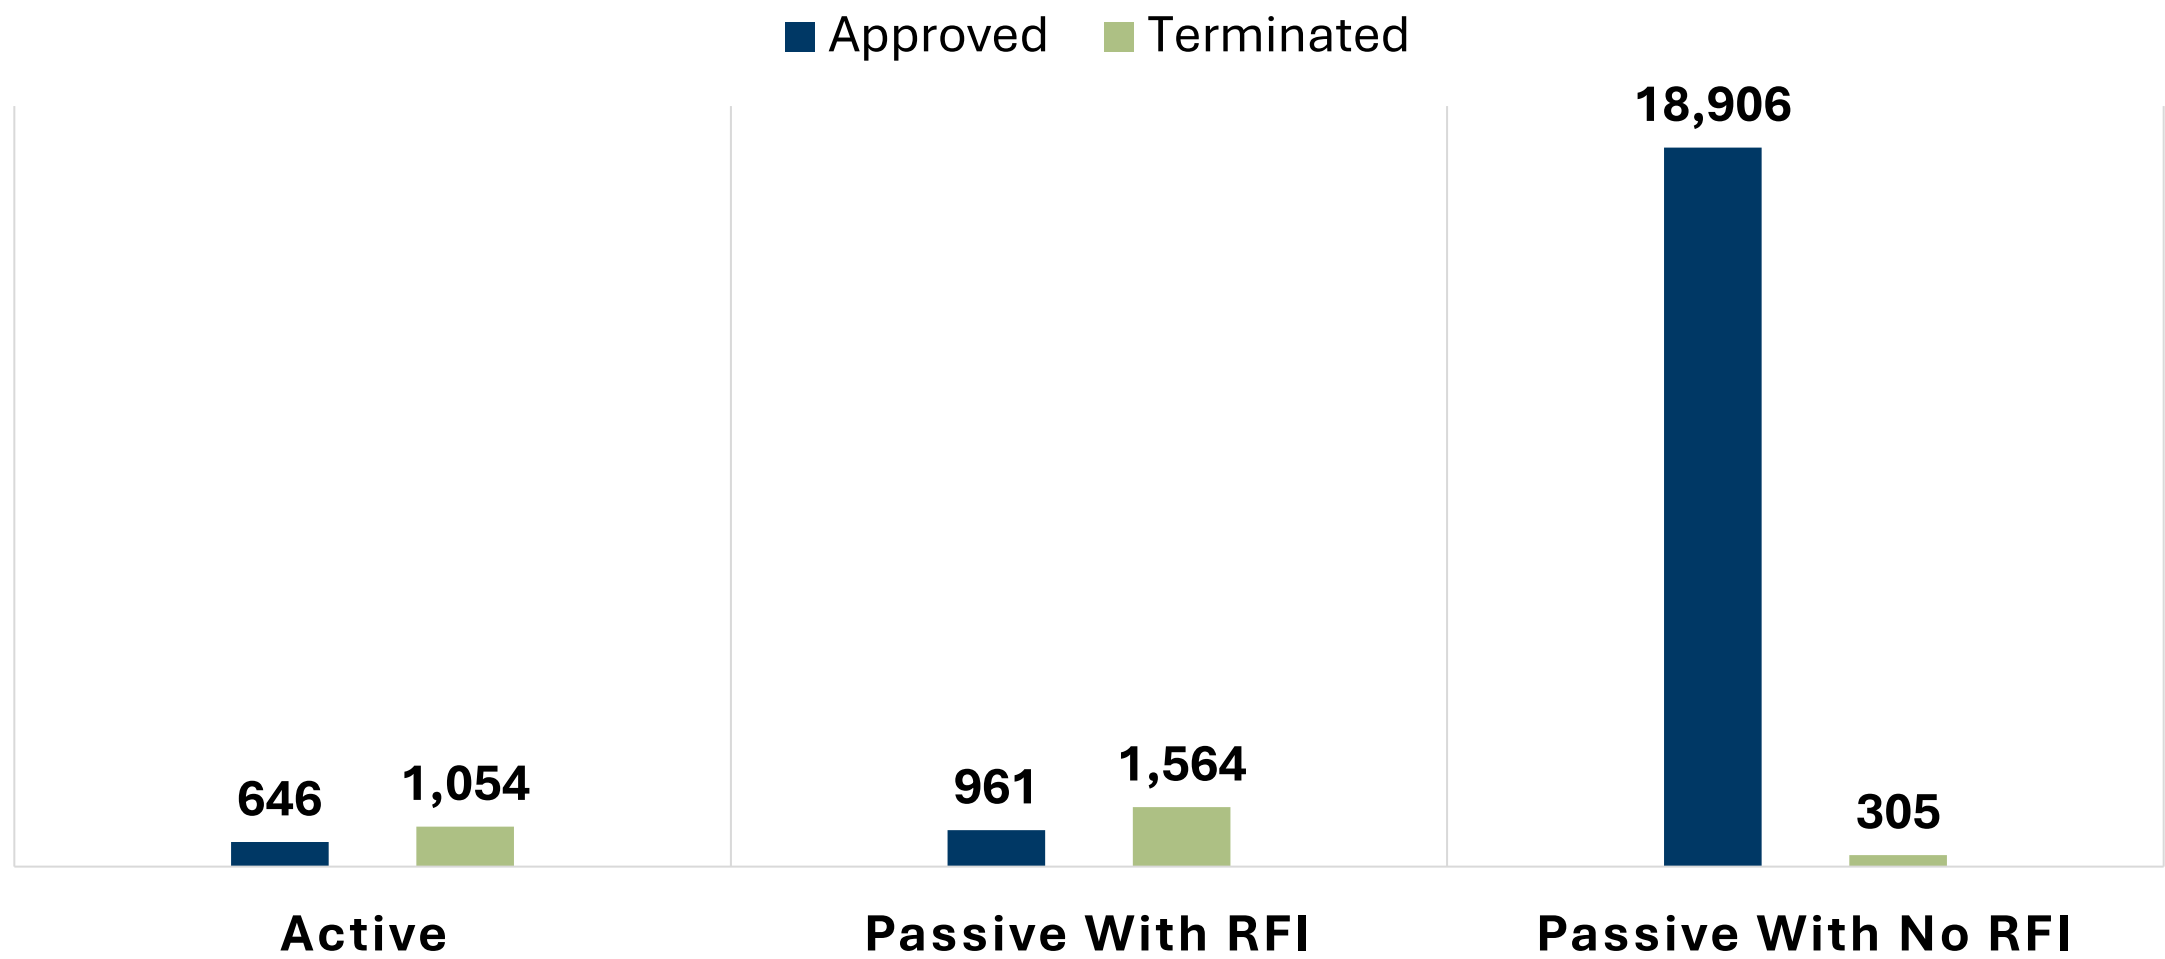 Approved Terminated
18,906
646 1,054 961 1,564 305
Active Passive With RFI Passive With No RFI